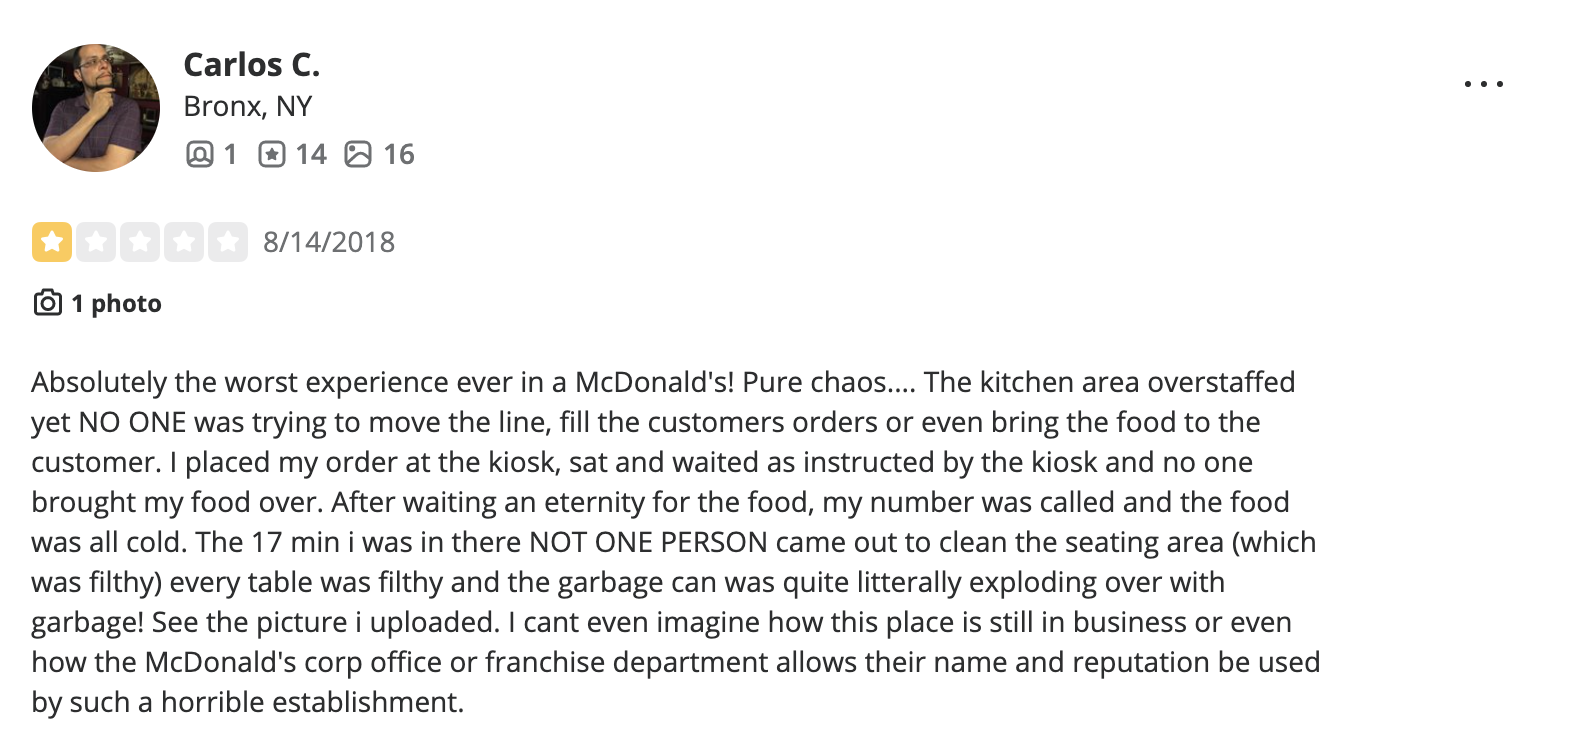 Carlos C.
Bronx, NY
1 14 16
8/14/2018
1 photo
Absolutely the worst experience ever in a McDonald's! Pure chaos.... The kitchen area overstaffed
yet NO ONE was trying to move the line, fill the customers orders or even bring the food to the
customer. I placed my order at the kiosk, sat and waited as instructed by the kiosk and no one
brought my food over. After waiting an eternity for the food, my number was called and the food
was all cold. The 17 min i was in there NOT ONE PERSON came out to clean the seating area (which
was filthy) every table was filthy and the garbage can was quite litterally exploding over with
garbage! See the picture i uploaded. I cant even imagine how this place is still in business or even
how the McDonald's corp office or franchise department allows their name and reputation be used
by such a horrible establishment.